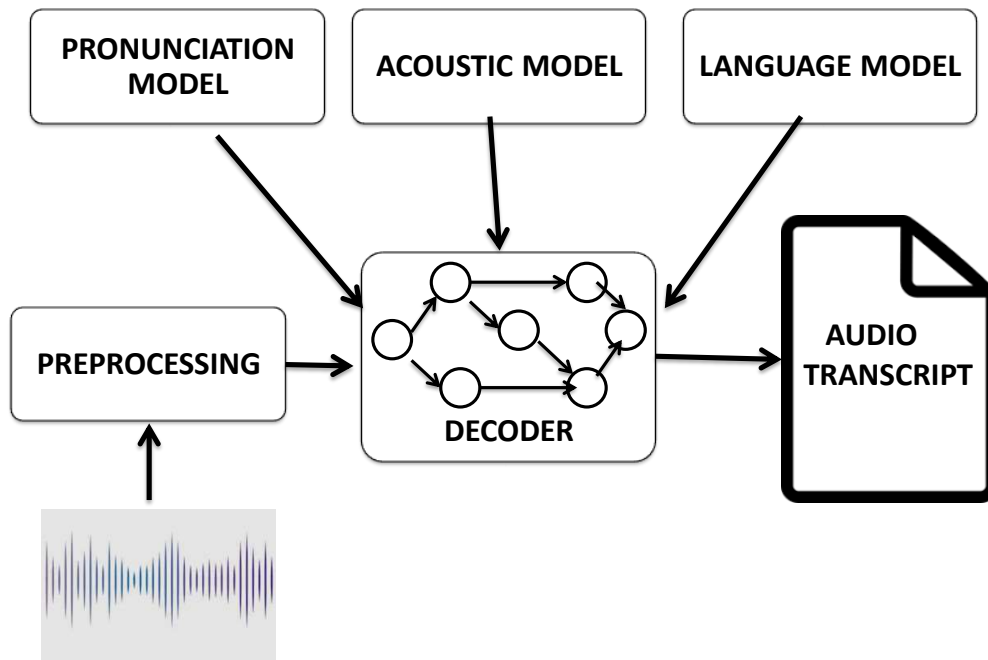 PRONUNCIATION
MODEL
ACOUSTIC MODEL
LANGUAGE MODEL
PREPROCESSING
DECODER
AUDIO
TRANSCRIPT